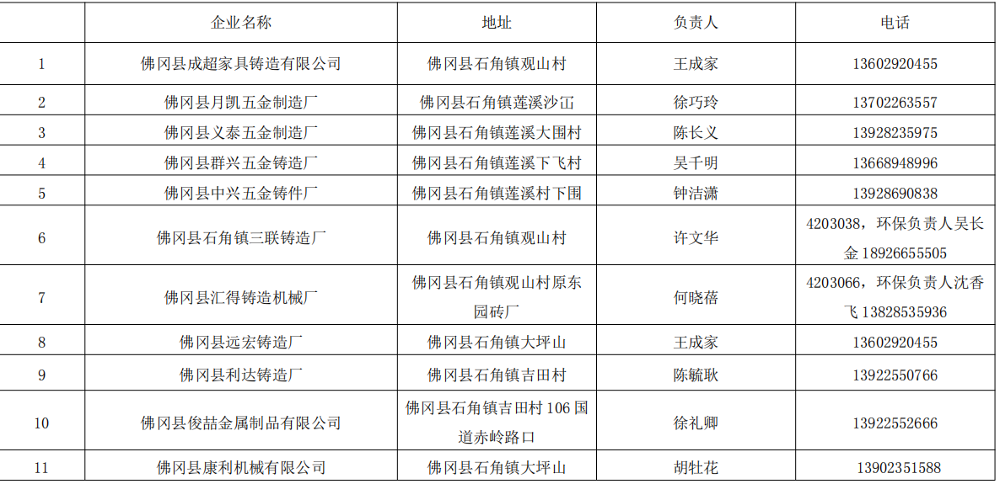 企业名称 地址 负责人 电话
1 佛冈县成超家具铸造有限公司 佛冈县石角镇观山村 王成家 13602920455
2 佛冈县月凯五金制造厂 佛冈县石角镇莲溪沙冚 徐巧玲 13702263557
3 佛冈县义泰五金制造厂 佛冈县石角镇莲溪大围村 陈长义 13928235975
4 佛冈县群兴五金铸造厂 佛冈县石角镇莲溪下飞村 吴千明 13668948996
5 佛冈县中兴五金铸件厂 佛冈县石角镇莲溪村下围 钟洁潇 13928690838
6 佛冈县石角镇三联铸造厂 佛冈县石角镇观山村 许文华 4203038，环保负责人吴长
金 18926655505
7 佛冈县汇得铸造机械厂 佛冈县石角镇观山村原东
园砖厂 何晓蓓 4203066，环保负责人沈香
飞 13828535936
8 佛冈县远宏铸造厂 佛冈县石角镇大坪山 王成家 13602920455
9 佛冈县利达铸造厂 佛冈县石角镇吉田村 陈毓耿 13922550766
10 佛冈县俊喆金属制品有限公司 佛冈县石角镇吉田村 106 国
道赤岭路口 徐礼卿 13922552666
11 佛冈县康利机械有限公司 佛冈县石角镇大坪山 胡牡花 13902351588